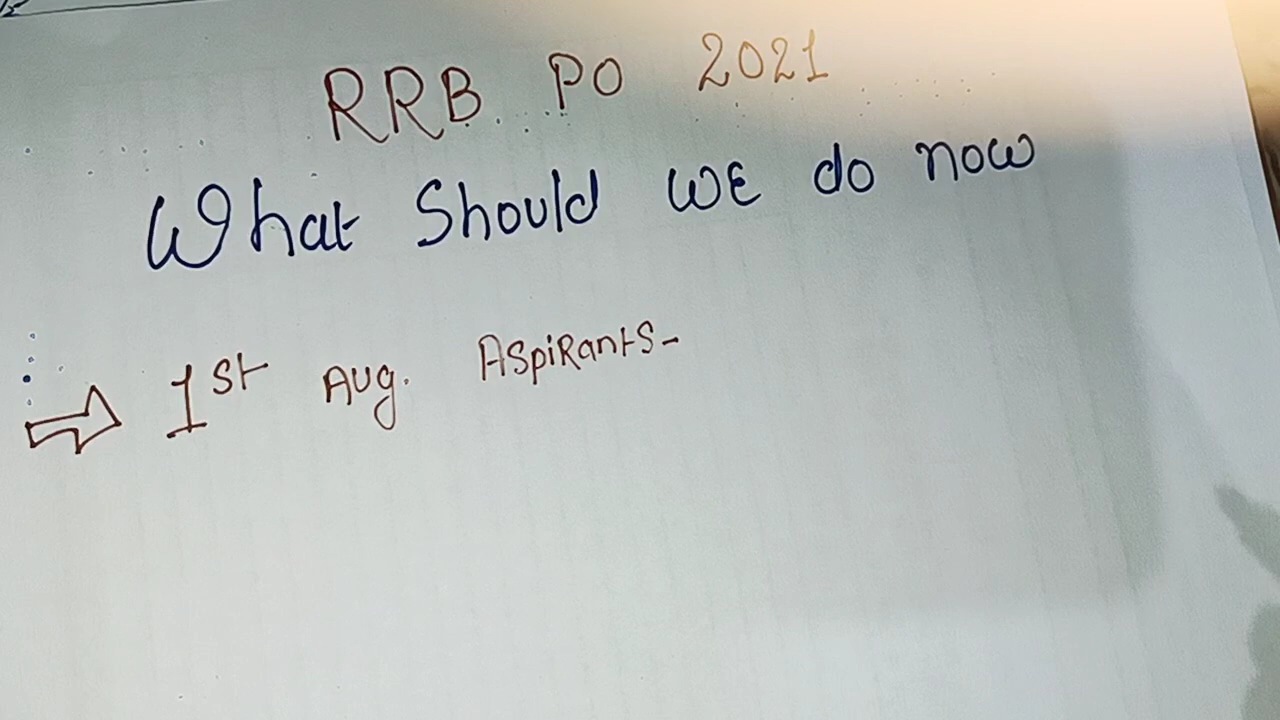 RRB PO 2021
What Should we do now
⇒ 1st Aug. Aspirants-